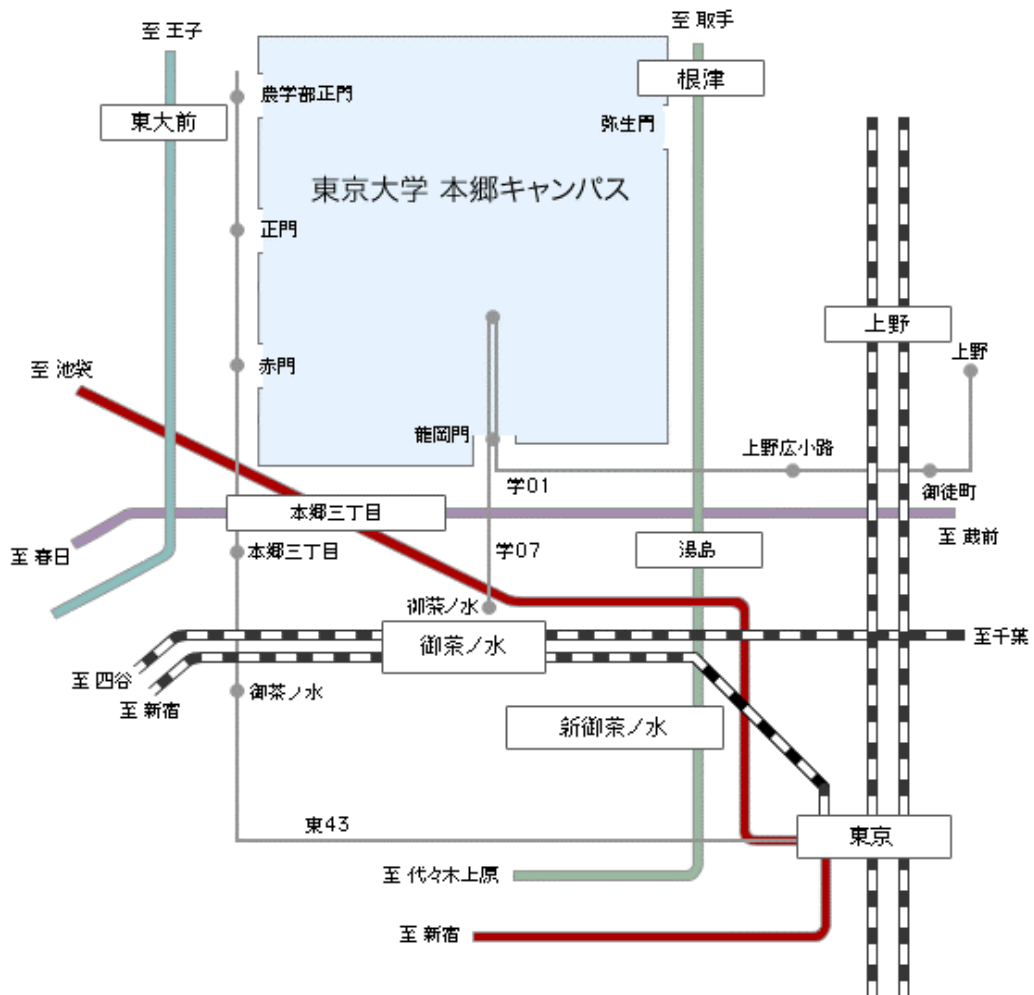 至 王子
至 取手
根津
農学部正門
東大前
弥生門
東京大学 本郷キャンパス
正門
上野
上野
赤門
至 池袋
龍岡門
上野広小路
御徒町
学01
本郷三丁目
至 蔵前
至 春日
本郷三丁目
学07
湯島
御茶ノ水
御茶ノ水
至千葉
至 四谷
至 新宿
御茶ノ水
新御茶ノ水
東43
東京
至 代々木上原
至 新宿